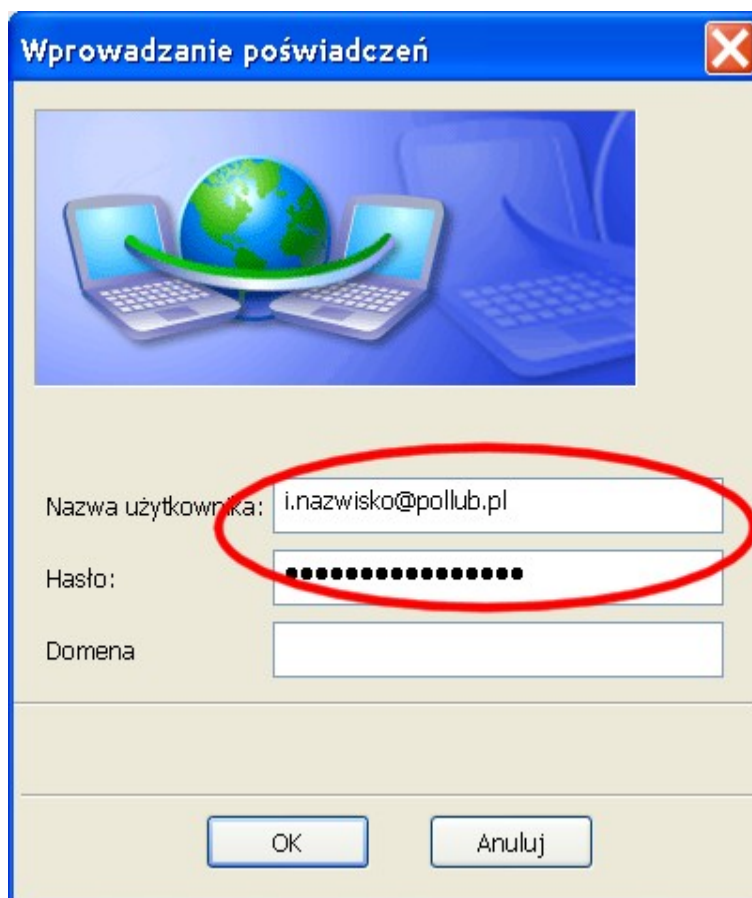 Wprowadzanie poświadczeń
Nazwa użytkownika: i.nazwisko@pollub.pl
Hasło: ••••••••••••••••
Domena
OK Anuluj